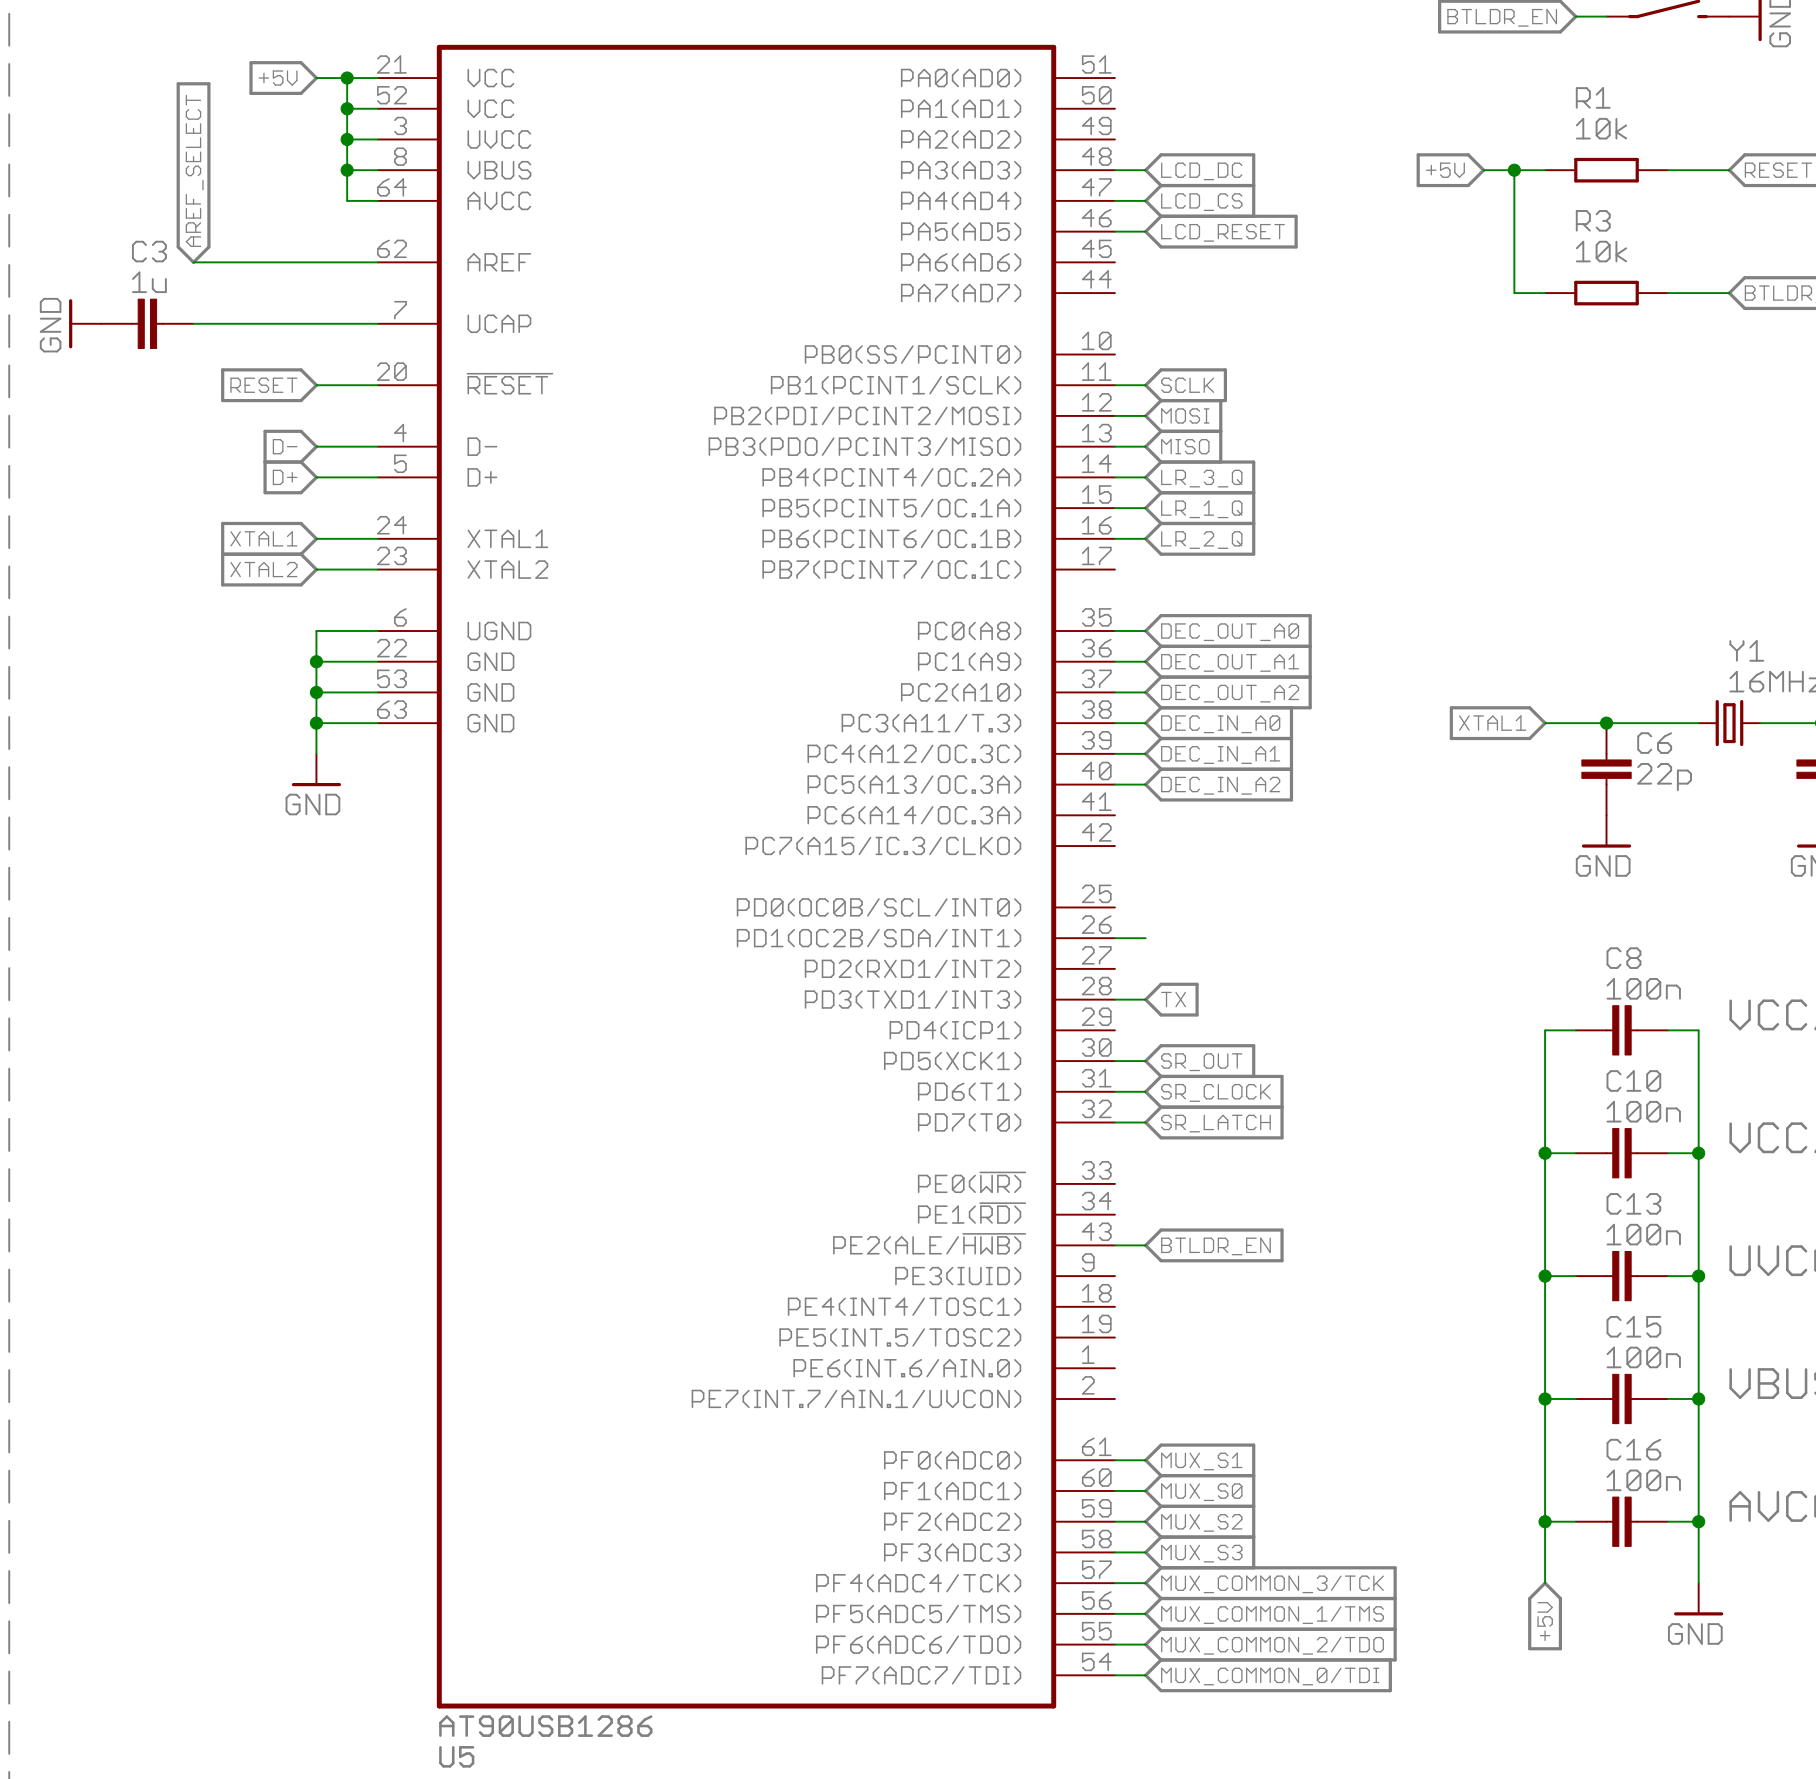 BTLDR_EN
GND
+5V
21
VCC
52
VCC
3
UVCC
8
VBUS
64
AVCC
AREF_SELECT
62
AREF
C3
1u
GND
7
UCAP
RESET
20
RESET
D-
4
D-
D+
5
D+
XTAL1
24
XTAL1
XTAL2
23
XTAL2
6
UGND
22
GND
53
GND
63
GND
GND
PA0(AD0)
51
PA1(AD1)
50
PA2(AD2)
49
PA3(AD3)
48
LCD_DC
PA4(AD4)
47
LCD_CS
PA5(AD5)
46
LCD_RESET
PA6(AD6)
45
PA7(AD7)
44
PB0(SS/PCINT0)
10
PB1(PCINT1/SCLK)
11
SCLK
PB2(PDI/PCINT2/MOSI)
12
MOSI
PB3(PDO/PCINT3/MISO)
13
MISO
PB4(PCINT4/OC.2A)
14
LR_3_Q
PB5(PCINT5/OC.1A)
15
LR_1_Q
PB6(PCINT6/OC.1B)
16
LR_2_Q
PB7(PCINT7/OC.1C)
17
PC0(A8)
35
DEC_OUT_A0
PC1(A9)
36
DEC_OUT_A1
PC2(A10)
37
DEC_OUT_A2
PC3(A11/T.3)
38
DEC_IN_A0
PC4(A12/OC.3C)
39
DEC_IN_A1
PC5(A13/OC.3A)
40
DEC_IN_A2
PC6(A14/OC.3A)
41
PC7(A15/IC.3/CLKO)
42
PD0(OC0B/SCL/INT0)
25
PD1(OC2B/SDA/INT1)
26
PD2(RXD1/INT2)
27
PD3(TXD1/INT3)
28
TX
PD4(ICP1)
29
PD5(XCK1)
30
SR_OUT
PD6(T1)
31
SR_CLOCK
PD7(T0)
32
SR_LATCH
PE0(WR)
33
PE1(RD)
34
PE2(ALE/HWB)
43
BTLDR_EN
PE3(IUID)
9
PE4(INT4/TOSC1)
18
PE5(INT.5/TOSC2)
19
PE6(INT.6/AIN.0)
1
PE7(INT.7/AIN.1/UVCON)
2
PF0(ADC0)
61
MUX_S1
PF1(ADC1)
60
MUX_S0
PF2(ADC2)
59
MUX_S2
PF3(ADC3)
58
MUX_S3
PF4(ADC4/TCK)
57
MUX_COMMON_3/TCK
PF5(ADC5/TMS)
56
MUX_COMMON_1/TMS
PF6(ADC6/TDO)
55
MUX_COMMON_2/TDO
PF7(ADC7/TDI)
54
MUX_COMMON_0/TDI
AT90USB1286
U5
R1
10k
+5V
RESET
R3
10k
BTLDR
Y1
16MHz
XTAL1
C6
22p
GND
C8
100n
VCC
C10
100n
VCC
C13
100n
UVC
C15
100n
VBUS
C16
100n
AVC
+5V
GND